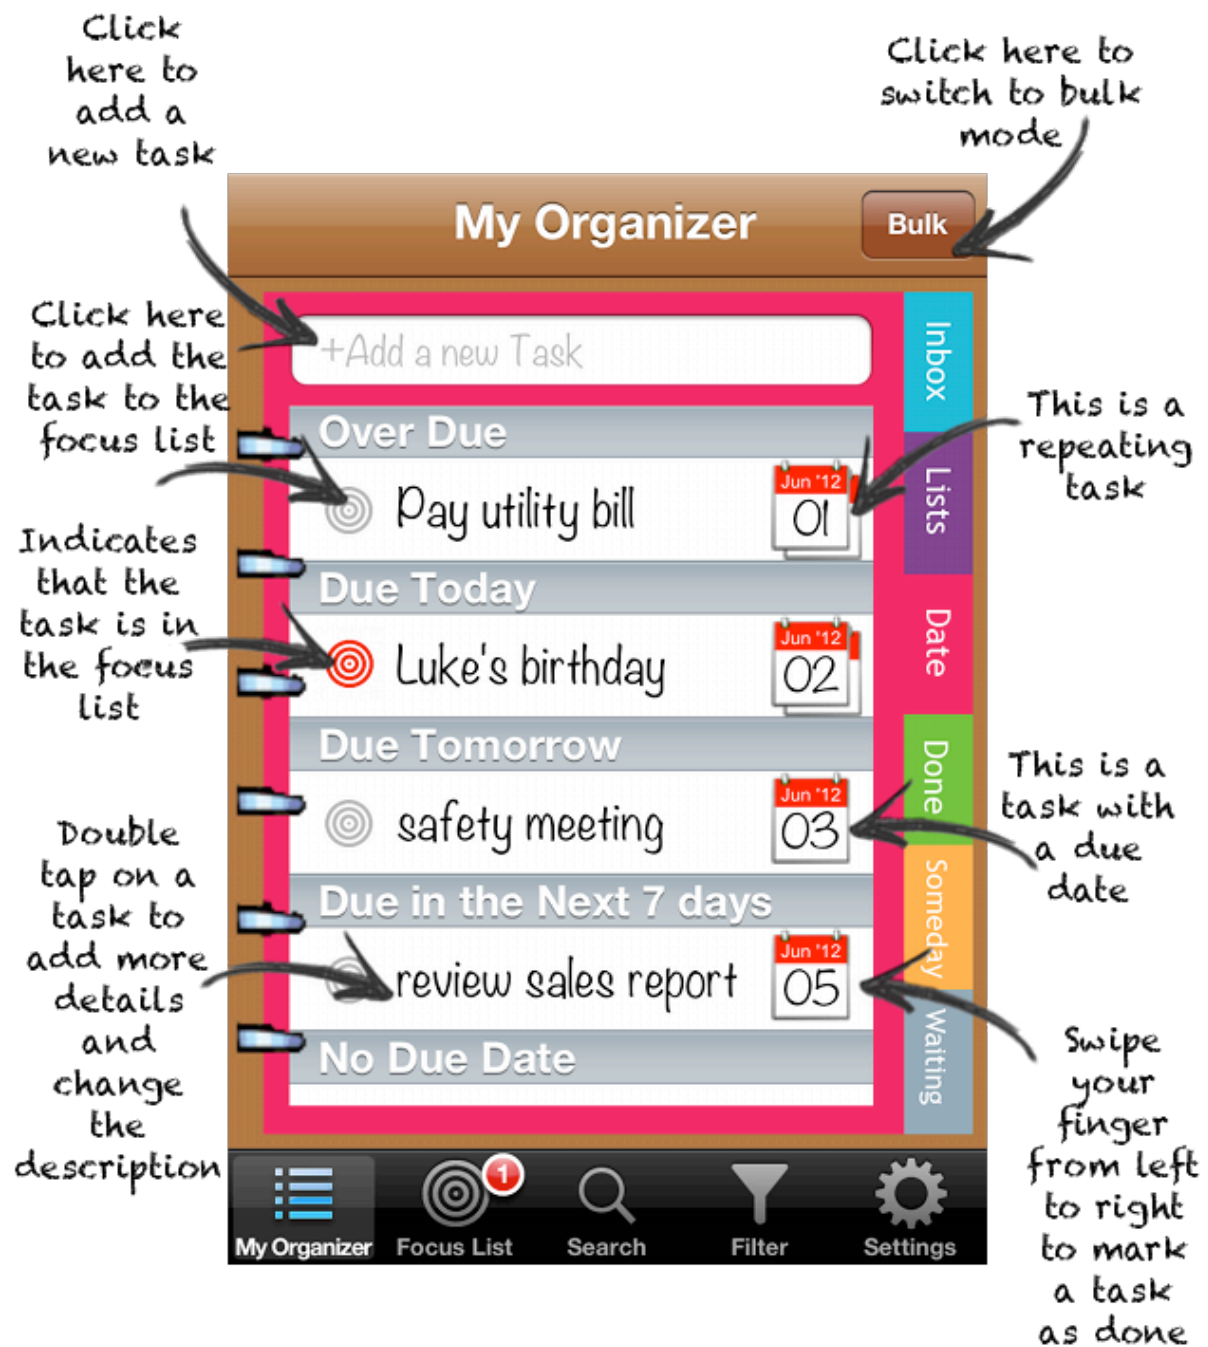 Click
here to
add a
new task
Click here to
switch to bulk
mode
My Organizer
Bulk
Click here
to add the
task to the
focus list
+Add a new Task
Inbox
Over Due
This is a
repeating
task
Pay utility bill
Jun '12
01
Lists
Indicates
that the
task is in
the focus
list
Due Today
Luke's birthday
Jun '12
02
Date
Due Tomorrow
safety meeting
Jun '12
03
Done
This is a
task with
a due
date
Double
tap on a
task to
add more
details
and
change
the
description
Due in the Next 7 days
review sales report
Jun '12
05
Someday
No Due Date
Waiting
Swipe
your
finger
from left
to right
to mark
a task
as done
1
My Organizer
Focus List
Search
Filter
Settings